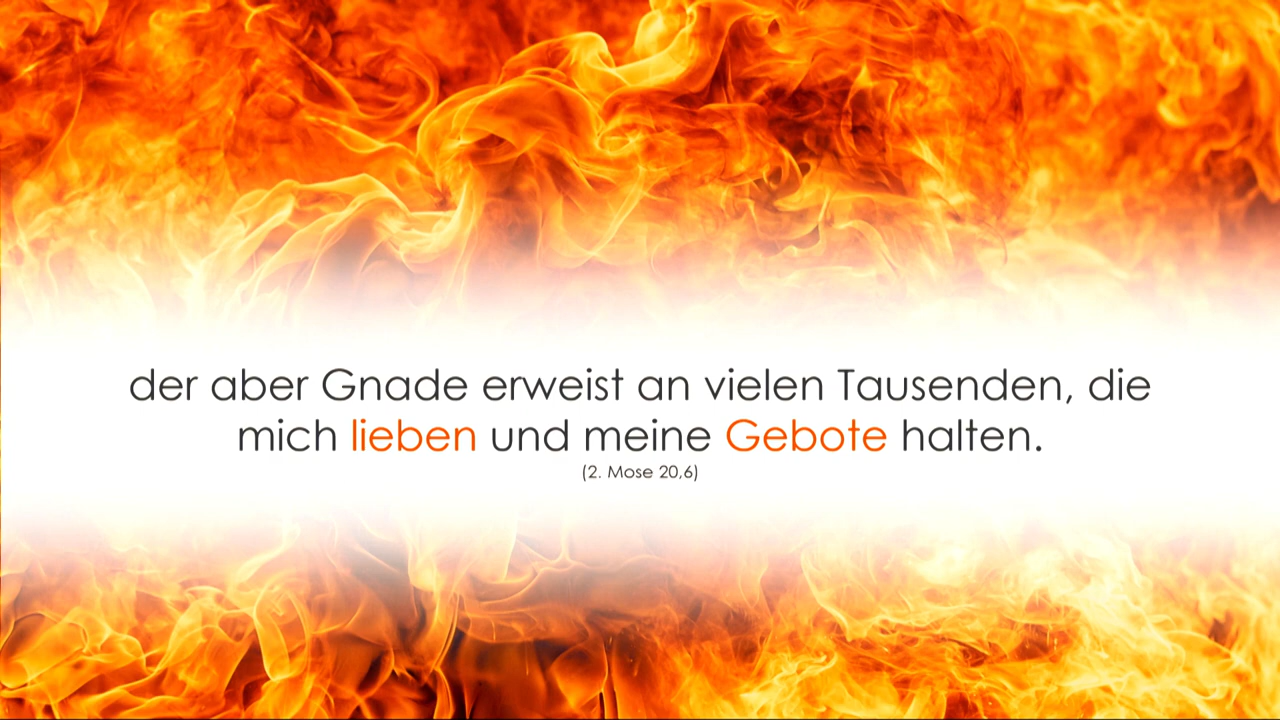 der aber Gnade erweist an vielen Tausenden, die
mich lieben und meine Gebote halten.
(2. Mose 20,6)